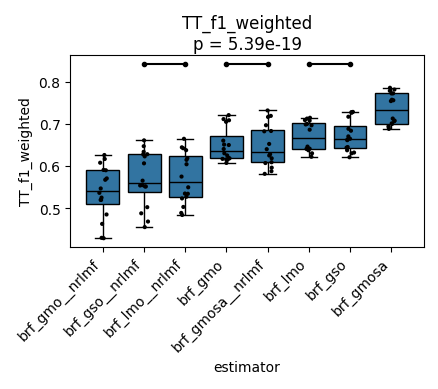 TT_f1_weighted
p = 5.39e-19
TT_f1_weighted
0.8
0.7
0.6
0.5
brf_gmo__nrlmf
brf_gso__nrlmf
brf_lmo__nrlmf
brf_gmo
brf_gmosa__nrlmf
brf_lmo
brf_gso
brf_gmosa
estimator